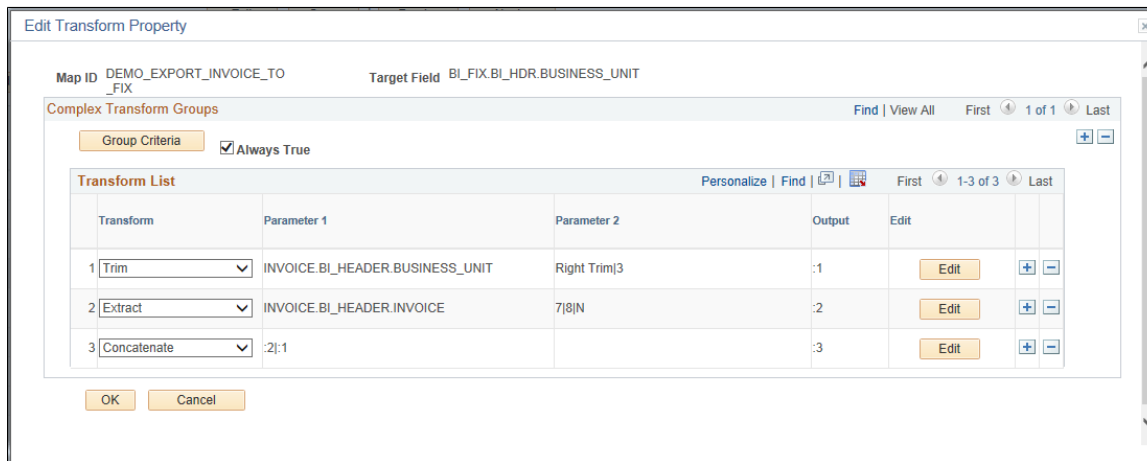 Edit Transform Property
Map ID DEMO_EXPORT_INVOICE_TO
_FIX
Target Field BI_FIX.BI_HDR.BUSINESS_UNIT
Complex Transform Groups Find | View All First 1 of 1 Last
Group Criteria Always True
Transform List Personalize | Find | First 1-3 of 3 Last
Transform Parameter 1 Parameter 2 Output Edit
1 Trim INVOICE.BI_HEADER.BUSINESS_UNIT Right Trim|3 :1 Edit
2 Extract INVOICE.BI_HEADER.INVOICE 7|8|N :2 Edit
3 Concatenate :2|:1 :3 Edit
OK Cancel